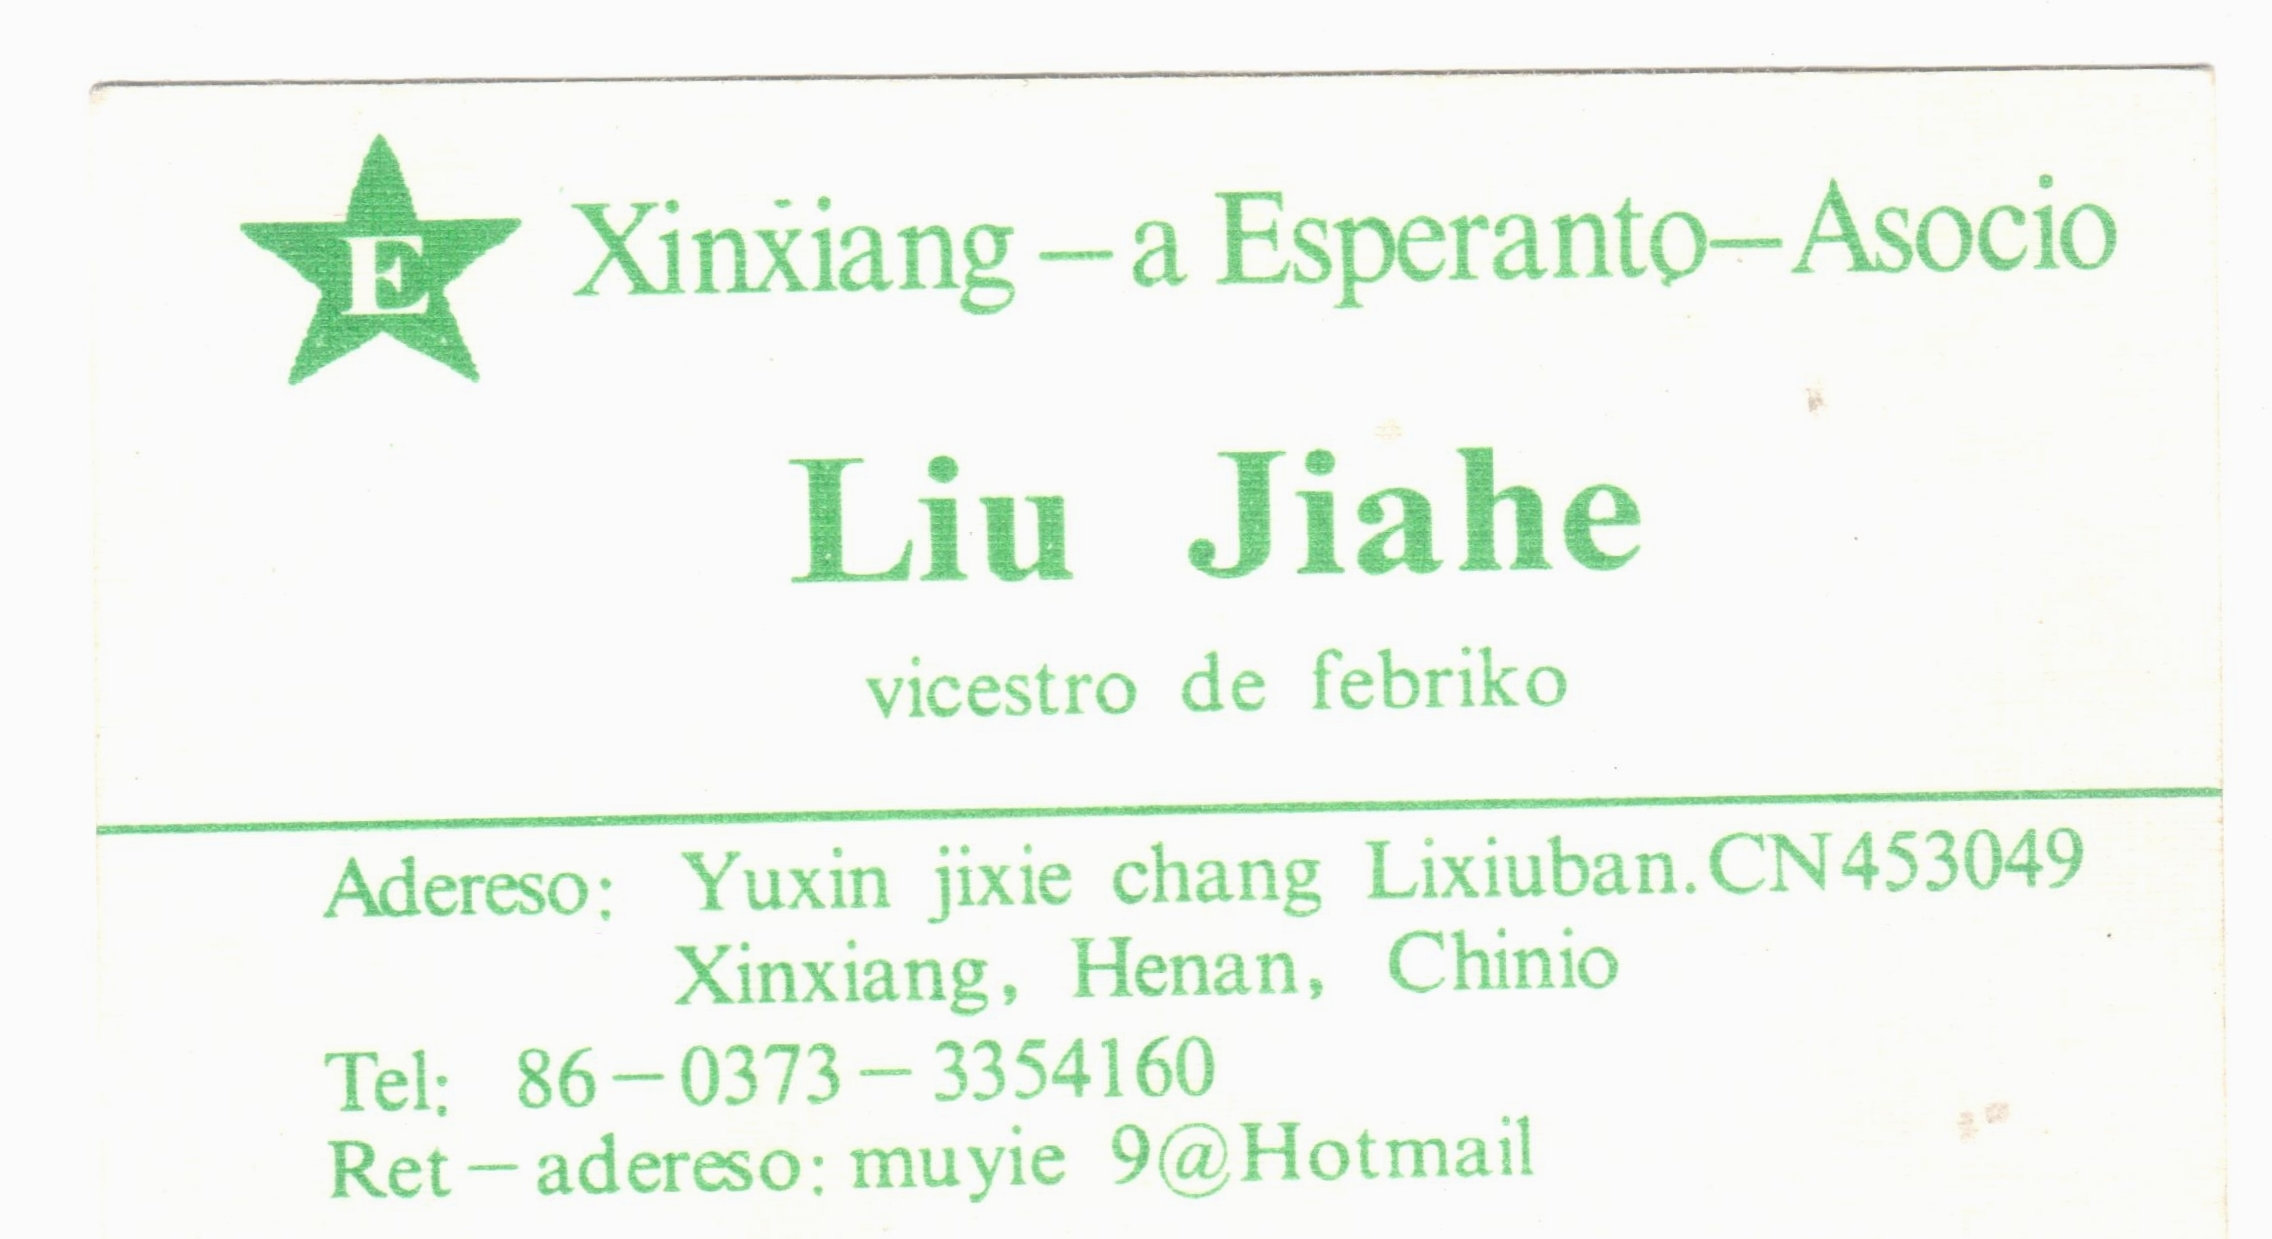 E
Xinxiang-a Esperanto-Asocio
Liu Jiahe
vicestro de febriko
Adereso: Yuxin jixie chang Lixiuban.CN453049
Xinxiang, Henan, Chinio
Tel: 86-0373-3354160
Ret-adereso: muyie 9@Hotmail